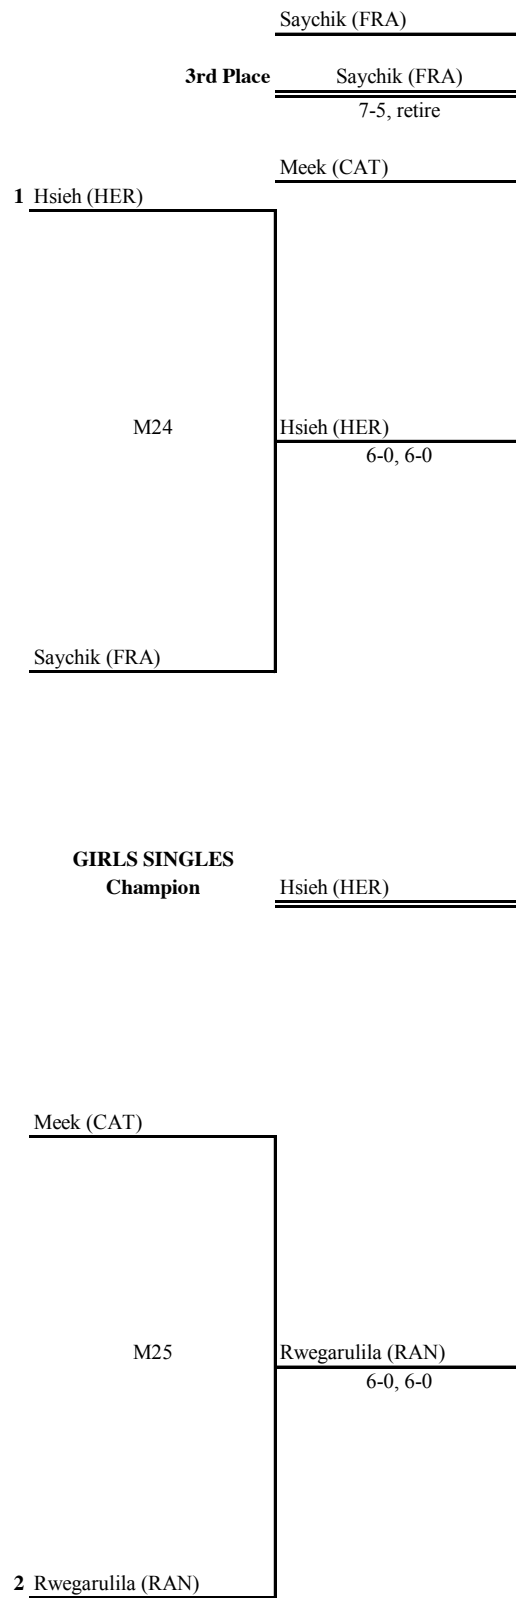 Saychik (FRA)
3rd Place Saychik (FRA)
7-5, retire
Meek (CAT)
1 Hsieh (HER)
M24 Hsieh (HER)
6-0, 6-0
Saychik (FRA)
GIRLS SINGLES
Champion Hsieh (HER)
Meek (CAT)
M25 Rwegarulila (RAN)
6-0, 6-0
2 Rwegarulila (RAN)